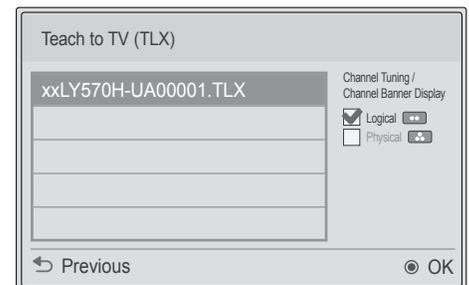 Teach to TV (TLX)
xxLY570H-UA00001.TLX
Channel Tuning /
Channel Banner Display
Logical
Physical
Previous
OK